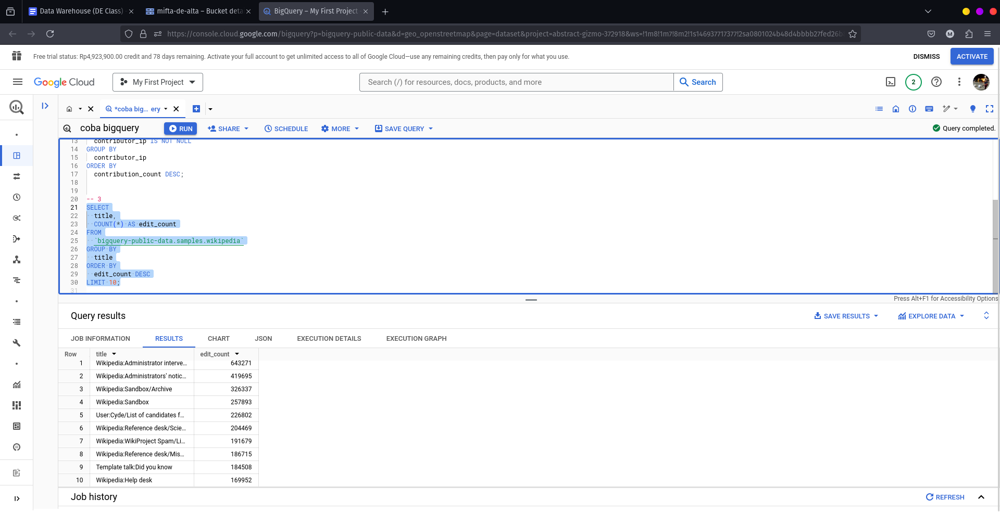 Data Warehouse (DE Class)
mifta-de-alta – Bucket deta
BigQuery – My First Project
https://console.cloud.google.com/bigquery?p=bigquery-public-data&d=geo_openstreetmap&page=dataset&project=abstract-gizmo-372918&ws=!1m8!1m7!8m2!1s146937717377!2sa0801024b48d4bbbb27fed26b
M
Free trial status: Rp4,923,900.00 credit and 78 days remaining. Activate your full account to get unlimited access to all of Google Cloud—use any remaining credits, then pay only for what you use.
DISMISS
ACTIVATE
Google Cloud
My First Project
Search (/) for resources, docs, products, and more
Search
2
*coba big... ery
coba bigquery
RUN
SHARE
SCHEDULE
MORE
SAVE QUERY
Query completed.
13 contributor_ip IS NOT NULL
14 GROUP BY
15 contributor_ip
16 ORDER BY
17 contribution_count DESC;
18
19
20 -- 3
21 SELECT
22 title,
23 COUNT(*) AS edit_count
24 FROM
25 `bigquery-public-data.samples.wikipedia`
26 GROUP BY
27 title
28 ORDER BY
29 edit_count DESC
30 LIMIT 10;
31
Press Alt+F1 for Accessibility Options
Query results
SAVE RESULTS
EXPLORE DATA
JOB INFORMATION
RESULTS
CHART
JSON
EXECUTION DETAILS
EXECUTION GRAPH
Row title edit_count
1 Wikipedia:Administrator interve... 643271
2 Wikipedia:Administrators' notic... 419695
3 Wikipedia:Sandbox/Archive 326337
4 Wikipedia:Sandbox 257893
5 User:Cyde/List of candidates f... 226802
6 Wikipedia:Reference desk/Scie... 204469
7 Wikipedia:WikiProject Spam/Li... 191679
8 Wikipedia:Reference desk/Mis... 186715
9 Template talk:Did you know 184508
10 Wikipedia:Help desk 169952
Job history
REFRESH